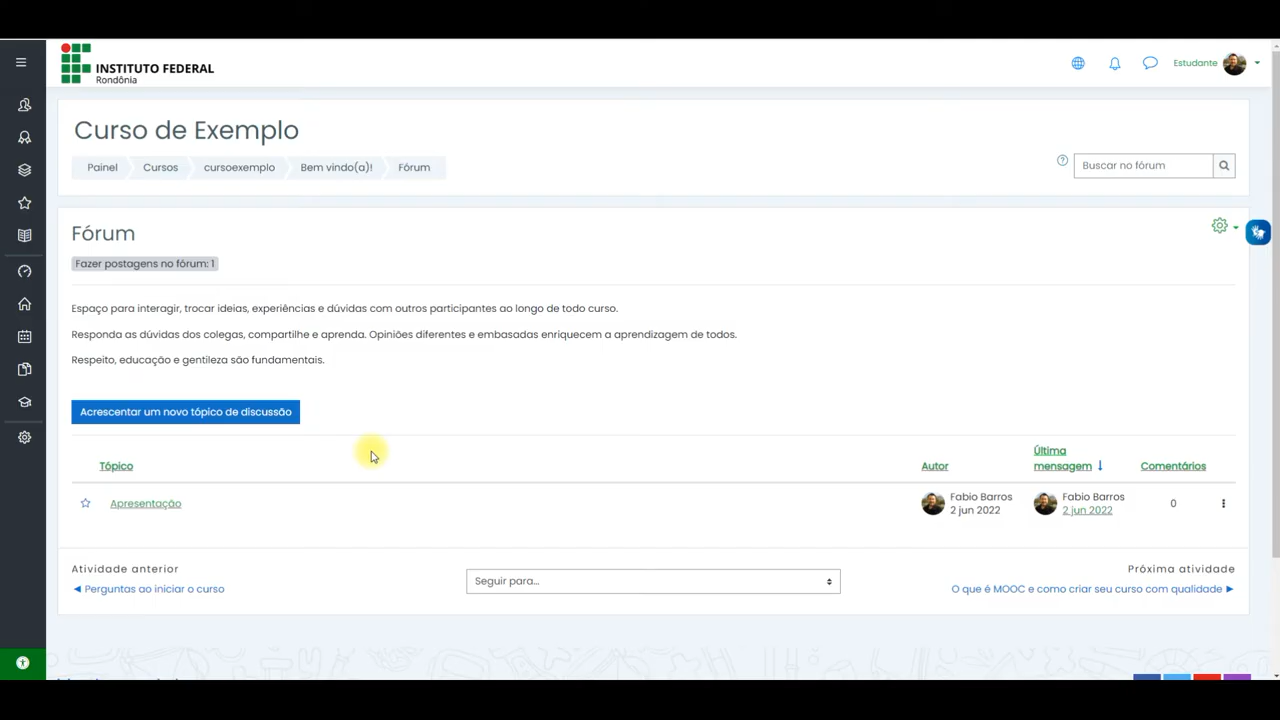 INSTITUTO FEDERAL
Rondônia
Estudante
Curso de Exemplo
Painel
Cursos
cursoexemplo
Bem vindo(a)!
Fórum
Buscar no fórum
Fórum
Fazer postagens no fórum: 1
Espaço para interagir, trocar ideias, experiências e dúvidas com outros participantes ao longo de todo curso.
Responda as dúvidas dos colegas, compartilhe e aprenda. Opiniões diferentes e embasadas enriquecem a aprendizagem de todos.
Respeito, educação e gentileza são fundamentais.
Acrescentar um novo tópico de discussão
Tópico
Autor
Última
mensagem
Comentários
Apresentação
Fabio Barros
2 jun 2022
Fabio Barros
2 jun 2022
0
Atividade anterior
◄ Perguntas ao iniciar o curso
Seguir para...
Próxima atividade
O que é MOOC e como criar seu curso com qualidade ►